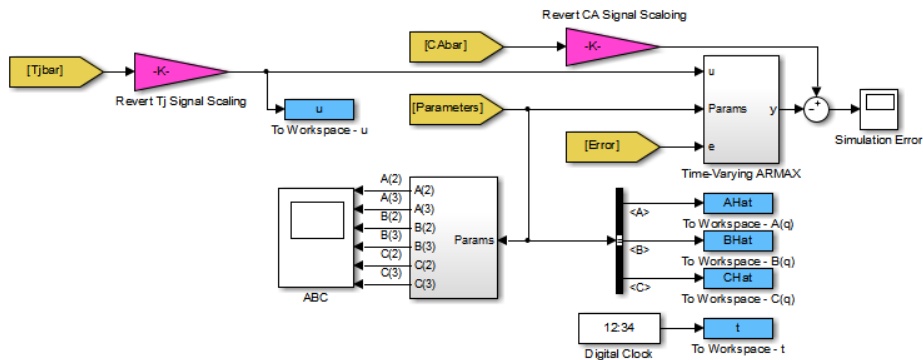 Revert CA Signal Scaloing
[CAbar]
-K-
[Tjbar]
-K-
Revert Tj Signal Scaling
u
To Workspace - u
[Parameters]
[Error]
u
Params
e
y
Time-Varying ARMAX
- +
Simulation Error
A(2)
A(3)
B(2)
B(3)
C(2)
C(3)
A(2)
A(3)
B(2)
B(3)
C(2)
C(3)
Params
ABC
<A>
<B>
<C>
AHat
To Workspace - A(q)
BHat
To Workspace - B(q)
CHat
To Workspace - C(q)
12:34
Digital Clock
t
To Workspace - t